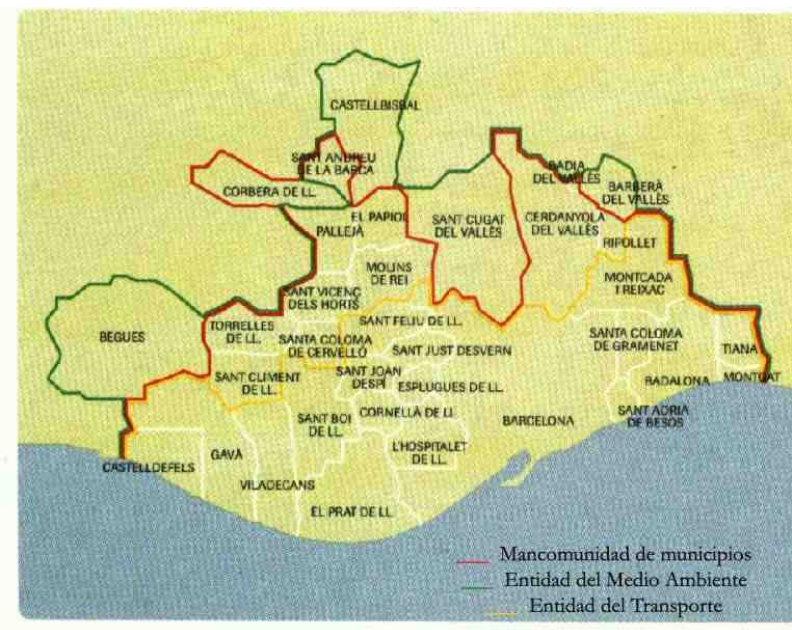 CASTELLBISBAL
SANT ANDREU
DE LA BARCA
BADIA
DEL VALLÈS
CORBERA DE LL.
BARBERÀ
DEL VALLÈS
EL PAPIOL
PALLEJÀ
SANT CUGAT
DEL VALLÈS
CERDANYOLA
DEL VALLÈS
RIPOLLET
MOLINS
DE REI
MONTCADA
I REIXAC
SANT VICENÇ
DELS HORTS
BEGUES
TORRELLES
DE LL.
SANT FELIU DE LL.
SANTA COLOMA
DE CERVELLÓ
SANT JUST DESVERN
SANTA COLOMA
DE GRAMENET
TIANA
SANT CLIMENT
DE LL.
SANT JOAN
DESPÍ
ESPLUGUES DE LL.
BADALONA
MONTGAT
SANT BOI
DE LL.
CORNELLÀ DE LL.
BARCELONA
SANT ADRIA
DE BESOS
CASTELLDEFELS
GAVÀ
L'HOSPITALET
DE LL.
VILADECANS
EL PRAT DE LL.
Mancomunidad de municipios
Entidad del Medio Ambiente
Entidad del Transporte